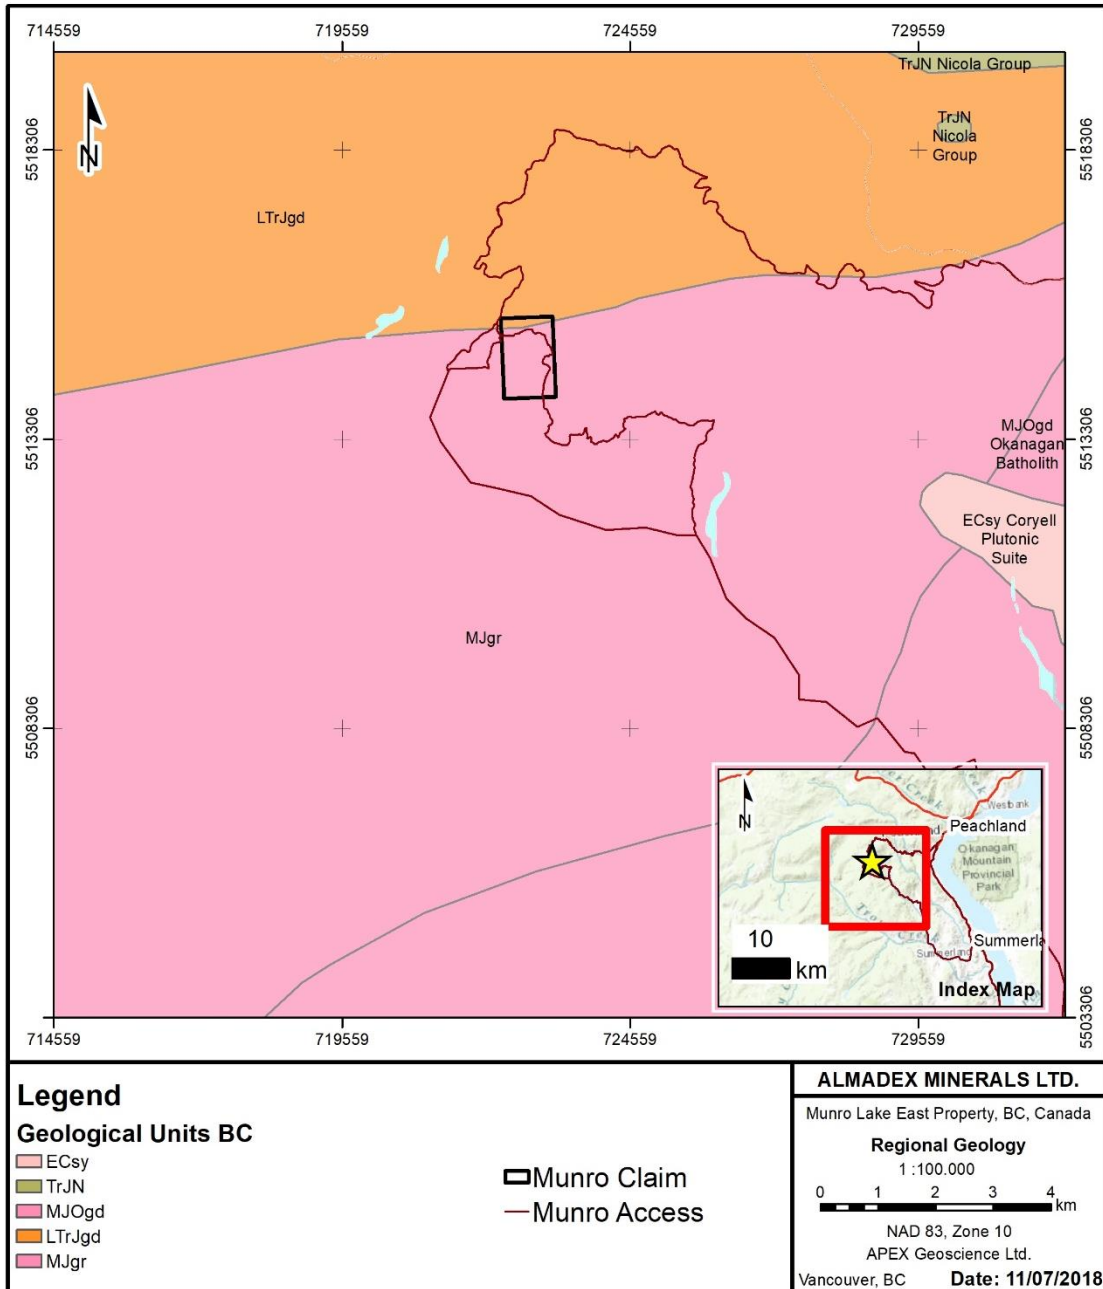 714559
719559
724559
729559
TrJN Nicola Group
TrJN
Nicola
Group
N
5518306
5518306
LTrJgd
5513306
5513306
MJOgd
Okanagan
Batholith
ECsy Coryell
Plutonic
Suite
MJgr
5508306
5508306
N
Creek
Westbank
Peachland
Okanagan
Mountain
Provincial
Park
Creek
10
km
Summerla
Summerland
Index Map
5503306
714559
719559
724559
729559
Legend
Geological Units BC
ECsy
TrJN
MJOgd
LTrJgd
MJgr
Munro Claim
Munro Access
ALMADEX MINERALS LTD.
Munro Lake East Property, BC, Canada
Regional Geology
1 :100.000
0 1 2 3 4
km
NAD 83, Zone 10
APEX Geoscience Ltd.
Vancouver, BC Date: 11/07/2018